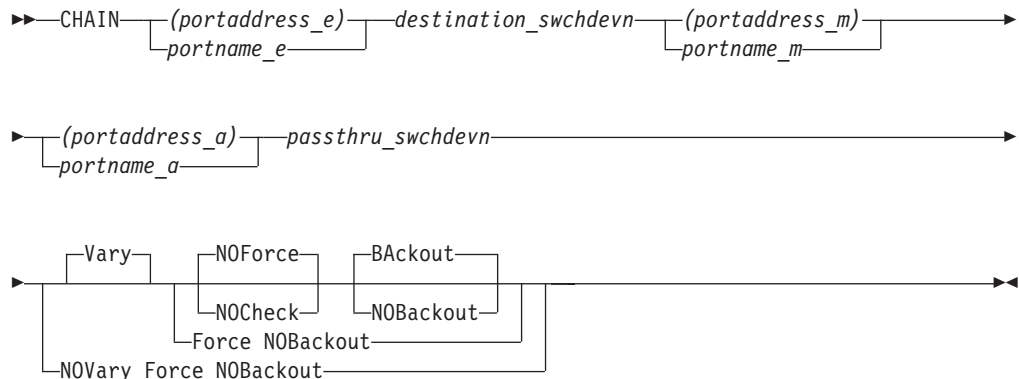 CHAIN (portaddress_e) destination_swchdevn (portaddress_m)
portname_e portname_m
(portaddress_a) passthru_swchdevn
portname_a
Vary NOForce BAckout
NOCheck NOBackout
Force NOBackout
NOVary Force NOBackout